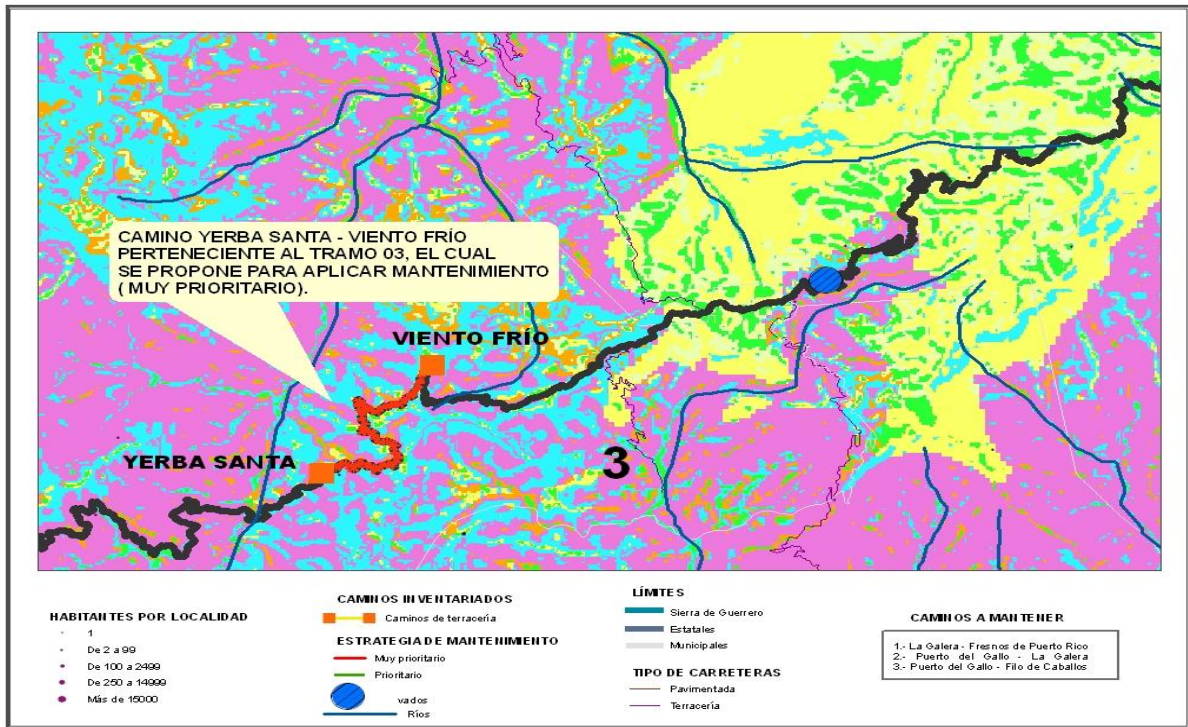 CAMINO YERBA SANTA - VIENTO FRÍO
PERTENECIENTE AL TRAMO 03, EL CUAL
SE PROPONE PARA APLICAR MANTENIMIENTO
( MUY PRIORITARIO).
VIENTO FRÍO
YERBA SANTA
3
HABITANTES POR LOCALIDAD
1
De 2 a 99
De 100 a 2499
De 250 a 14999
Más de 15000
CAMINOS INVENTARIADOS
Caminos de terracería
ESTRATEGIA DE MANTENIMIENTO
Muy prioritario
Prioritario
vados
Ríos
LÍMITES
Sierra de Guerrero
Estatales
Municipales
TIPO DE CARRETERAS
Pavimentada
Terracería
CAMINOS A MANTENER
1.- La Galera - Fresnos de Puerto Rico
2.- Puerto del Gallo - La Galera
3.- Puerto del Gallo - Filo de Caballos